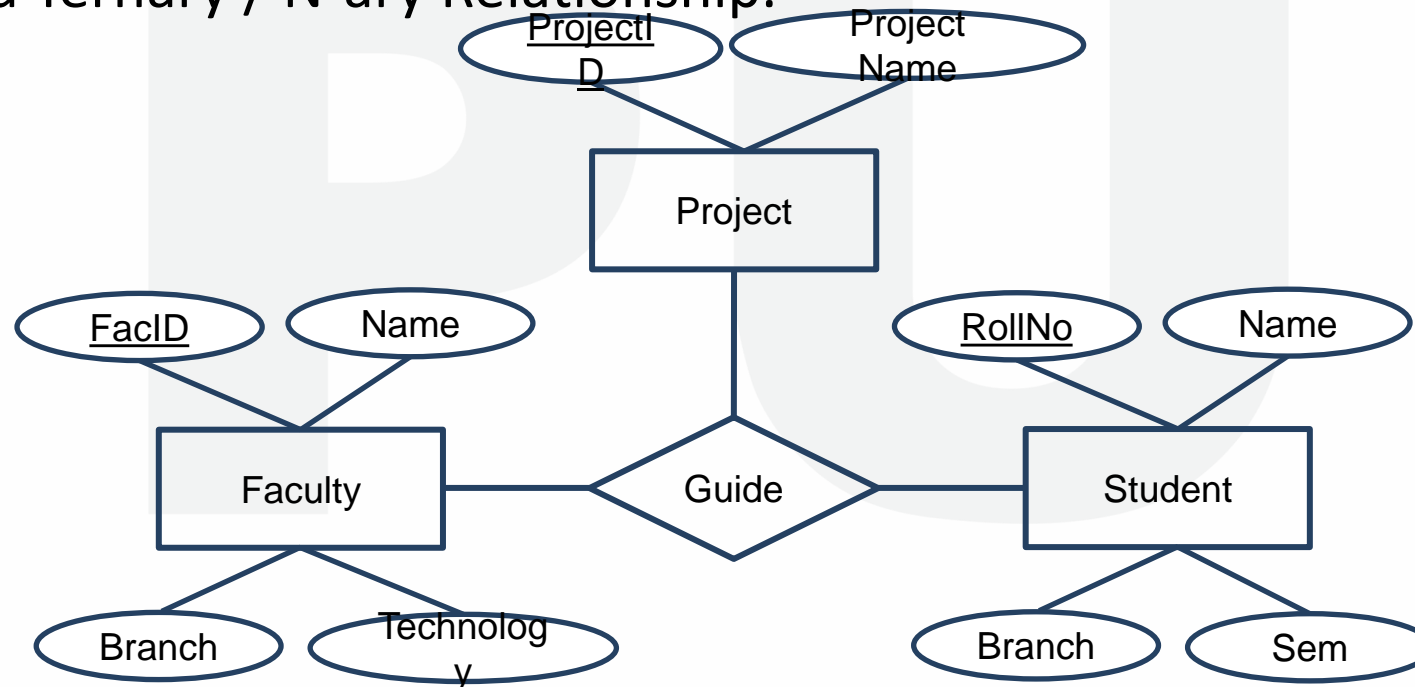 a Ternary / N-ary Relationship.
ProjectI
D
Project
Name
Project
FacID
Name
RollNo
Name
Faculty
Guide
Student
Branch
Technolog
y
Branch
Sem